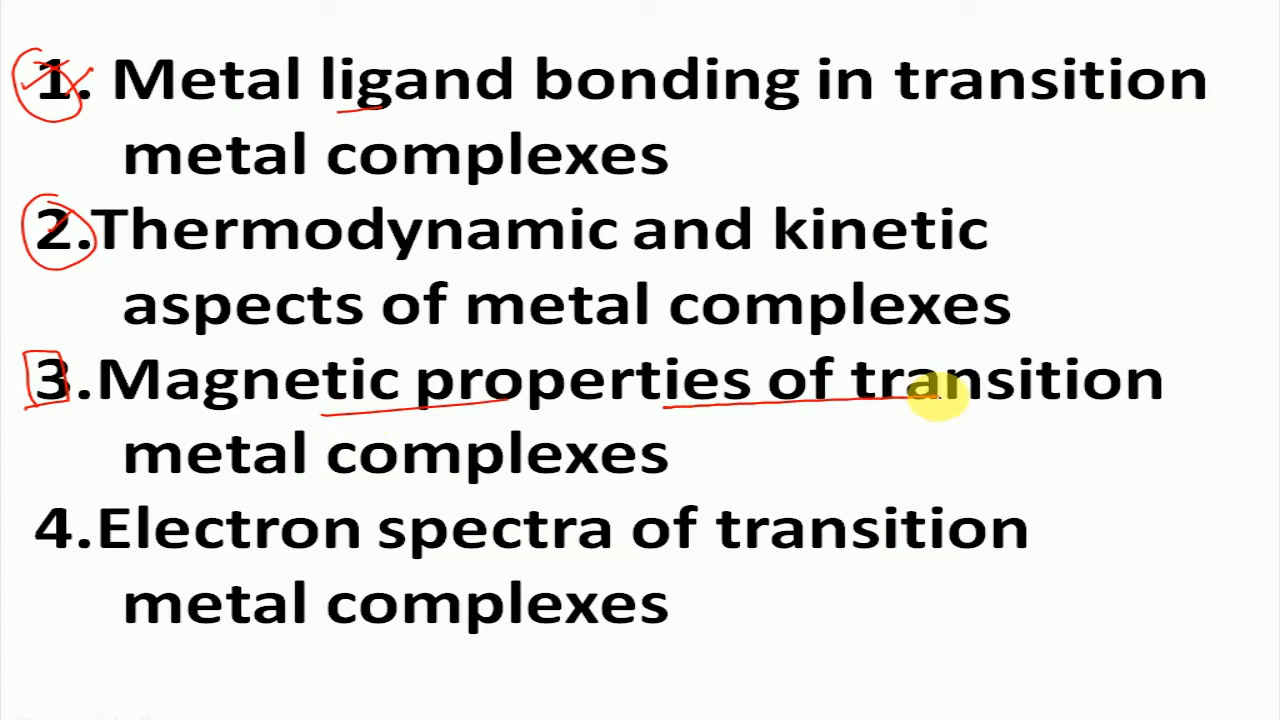 1. Metal ligand bonding in transition
metal complexes
2.Thermodynamic and kinetic
aspects of metal complexes
3.Magnetic properties of transition
metal complexes
4.Electron spectra of transition
metal complexes